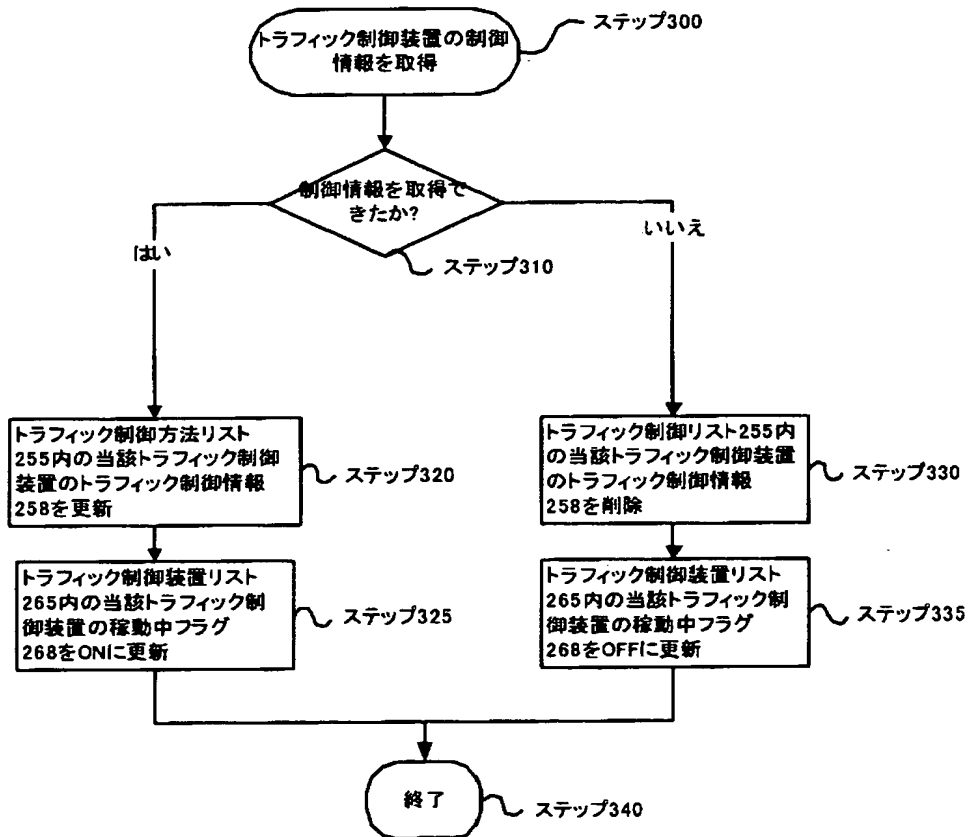 トラフィック制御装置の制御
情報を取得
ステップ300
制御情報を取得で
きたか?
ステップ310
はい
いいえ
トラフィック制御方法リスト
255内の当該トラフィック制御
装置のトラフィック制御情報
258を更新
ステップ320
トラフィック制御リスト255内
の当該トラフィック制御装置
のトラフィック制御情報
258を削除
ステップ330
トラフィック制御装置リスト
265内の当該トラフィック制
御装置の稼動中フラグ
268をONに更新
ステップ325
トラフィック制御装置リスト
265内の当該トラフィック制
御装置の稼動中フラグ
268をOFFに更新
ステップ335
終了
ステップ340